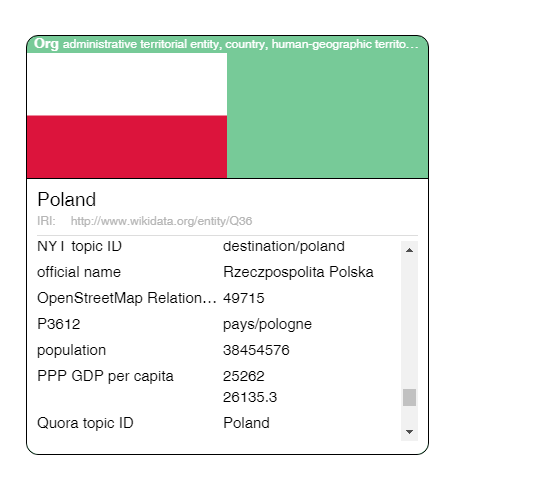 Org administrative territorial entity, country, human-geographic territo...
Poland
IRI: http://www.wikidata.org/entity/Q36
NYT topic ID destination/poland
official name Rzeczpospolita Polska
OpenStreetMap Relation... 49715
P3612 pays/pologne
population 38454576
PPP GDP per capita 25262
26135.3
Quora topic ID Poland